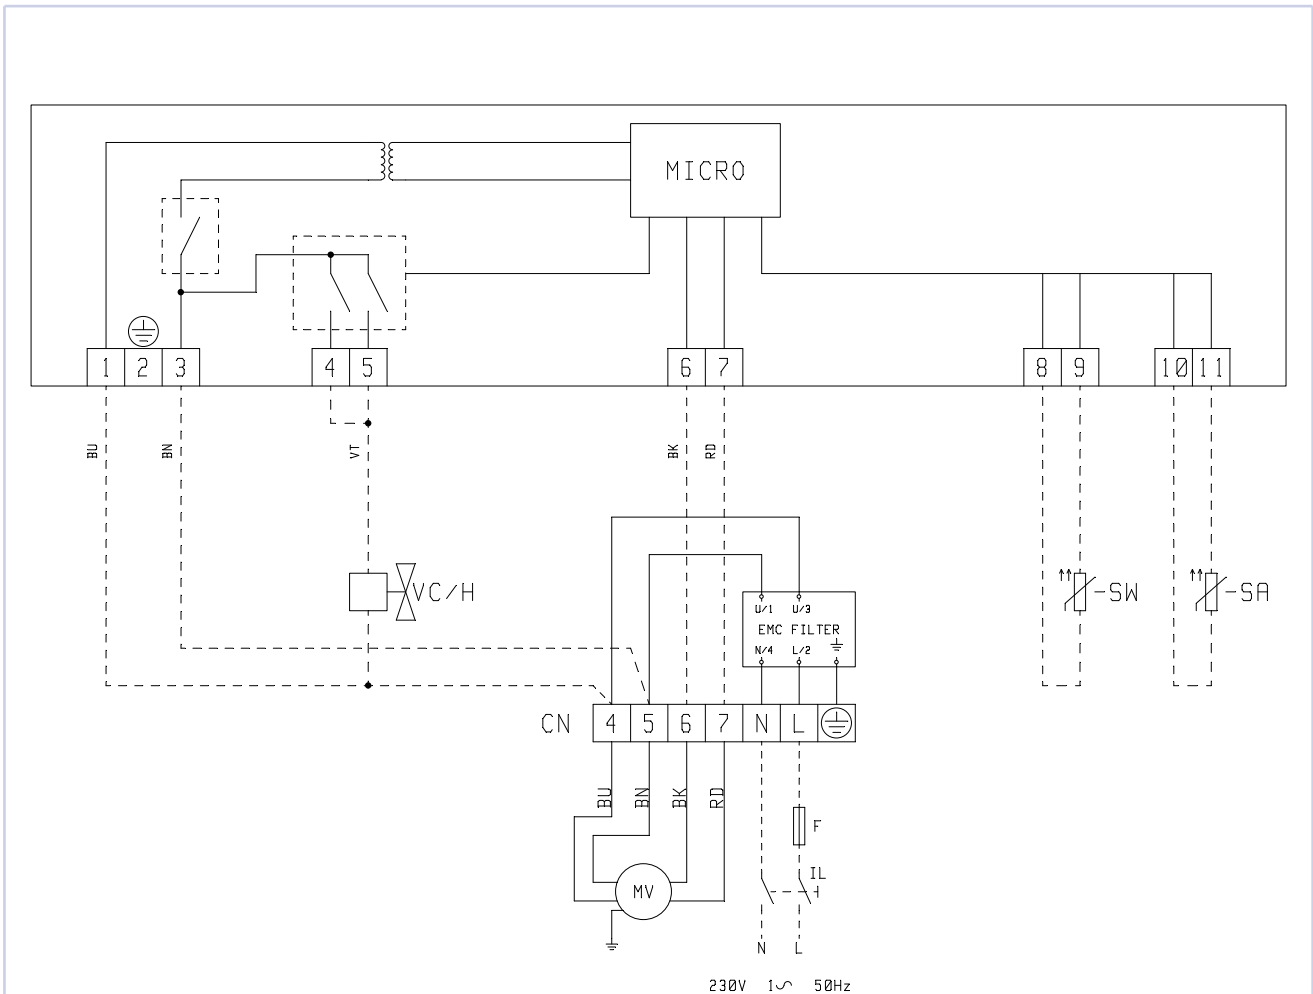 MICRO
1 2 3 4 5 6 7 8 9 10 11
BU BN VT BK RD
VC/H -SW -SA
U/1 U/3
EMC FILTER
N/4 L/2
CN 4 5 6 7 N L
BU BN BK RD
F
IL
MV
N L
230V 1~ 50Hz